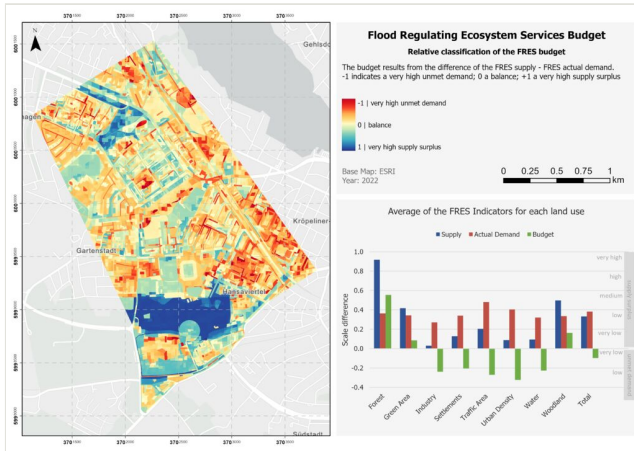 Flood Regulating Ecosystem Services Budget
Relative classification of the FRES budget
The budget results from the difference of the FRES supply - FRES actual demand.
-1 indicates a very high unmet demand; 0 a balance; +1 a very high supply surplus
-1 | very high unmet demand
0 | balance
1 | very high supply surplus
Base Map: ESRI
Year: 2022
0 0.25 0.5 0.75 1
km
N
Gehlsdo
Kröpeliner
Gartenstadt
Hansaviertel
Südstadt
Average of the FRES Indicators for each land use
Supply Actual Demand Budget
Scale difference
1.0
0.8
0.6
0.4
0.2
0.0
-0.2
-0.4
very high
high
medium
low
very low
very low
low
Forest
Green Area
Industry
Settlements
Traffic Area
Urban Density
Water
Woodland
Total